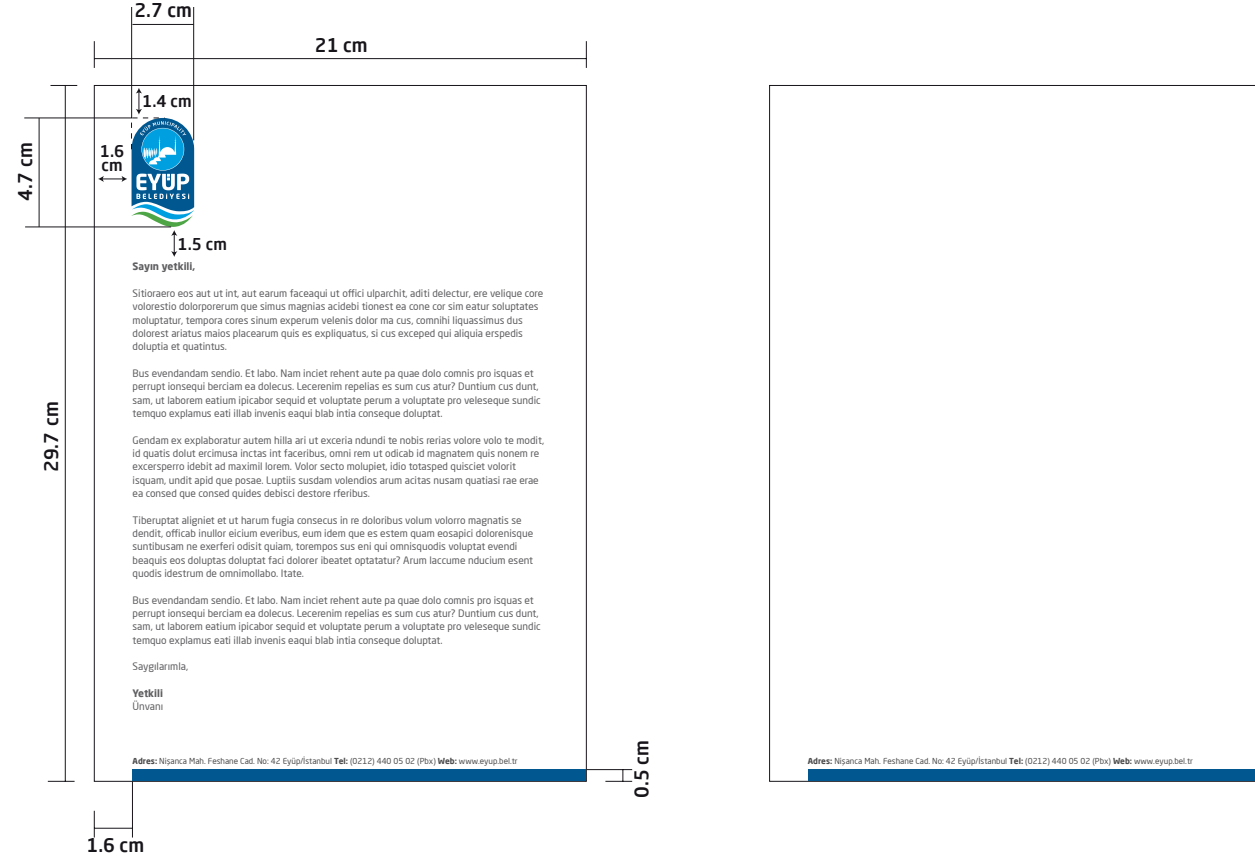 2.7 cm
21 cm
1.4 cm
4.7 cm
1.6
cm
EYÜP MUNICIPALITY
EYÜP
BELEDİYESİ
1.5 cm
29.7 cm
Sayın yetkili,
Sitioraero eos aut ut int, aut earum faceaqui ut offici ulparchit, aditi delectur, ere velique core
volorestio dolorporerum que simus magnias acidebi tionest ea cone cor sim eatur soluptates
moluptatur, tempora cores sinum experum velenis dolor ma cus, comnihi liquassimus dus
dolorest ariatus maios placearum quis es expliquatus, si cus exceped qui aliquia erspedis
doluptia et quatintus.
Bus evendandam sendio. Et labo. Nam inciet rehent aute pa quae dolo comnis pro isquas et
perrupt ionsequi berciam ea dolecus. Lecerenim repelias es sum cus atur? Duntium cus dunt,
sam, ut laborem eatium ipicabor sequid et voluptate perum a voluptate pro veleseque sundic
temquo explamus eati illab invenis eaqui blab intia conseque doluptat.
Gendam ex explaboratur autem hilla ari ut exceria ndundi te nobis rerias volore volo te modit,
id quatis dolut ercimusa inctas int faceribus, omni rem ut odicab id magnatem quis nonem re
excersperro idebit ad maximil lorem. Volor secto molupiet, idio totasped quisciet volorit
isquam, undit apid que posae. Luptiis susdam volendios arum acitas nusam quatiasi rae erae
ea consed que consed quides debisci destore rferibus.
Tiberuptat aligniet et ut harum fugia consecus in re doloribus volum volorro magnatis se
dendit, officab inullor eicium everibus, eum idem que es estem quam eosapici dolorenisque
suntibusam ne exerferi odisit quiam, torempos sus eni qui omnisquodis voluptat evendi
beaquis eos doluptas doluptat faci dolorer ibeatet optatatur? Arum laccume nducium esent
quodis idestrum de omnimollabo. Itate.
Bus evendandam sendio. Et labo. Nam inciet rehent aute pa quae dolo comnis pro isquas et
perrupt ionsequi berciam ea dolecus. Lecerenim repelias es sum cus atur? Duntium cus dunt,
sam, ut laborem eatium ipicabor sequid et voluptate perum a voluptate pro veleseque sundic
temquo explamus eati illab invenis eaqui blab intia conseque doluptat.
Saygılarımla,
Yetkili
Ünvanı
Adres: Nişanca Mah. Feshane Cad. No: 42 Eyüp/İstanbul Tel: (0212) 440 05 02 (Pbx) Web: www.eyup.bel.tr
0.5 cm
1.6 cm
Adres: Nişanca Mah. Feshane Cad. No: 42 Eyüp/İstanbul Tel: (0212) 440 05 02 (Pbx) Web: www.eyup.bel.tr